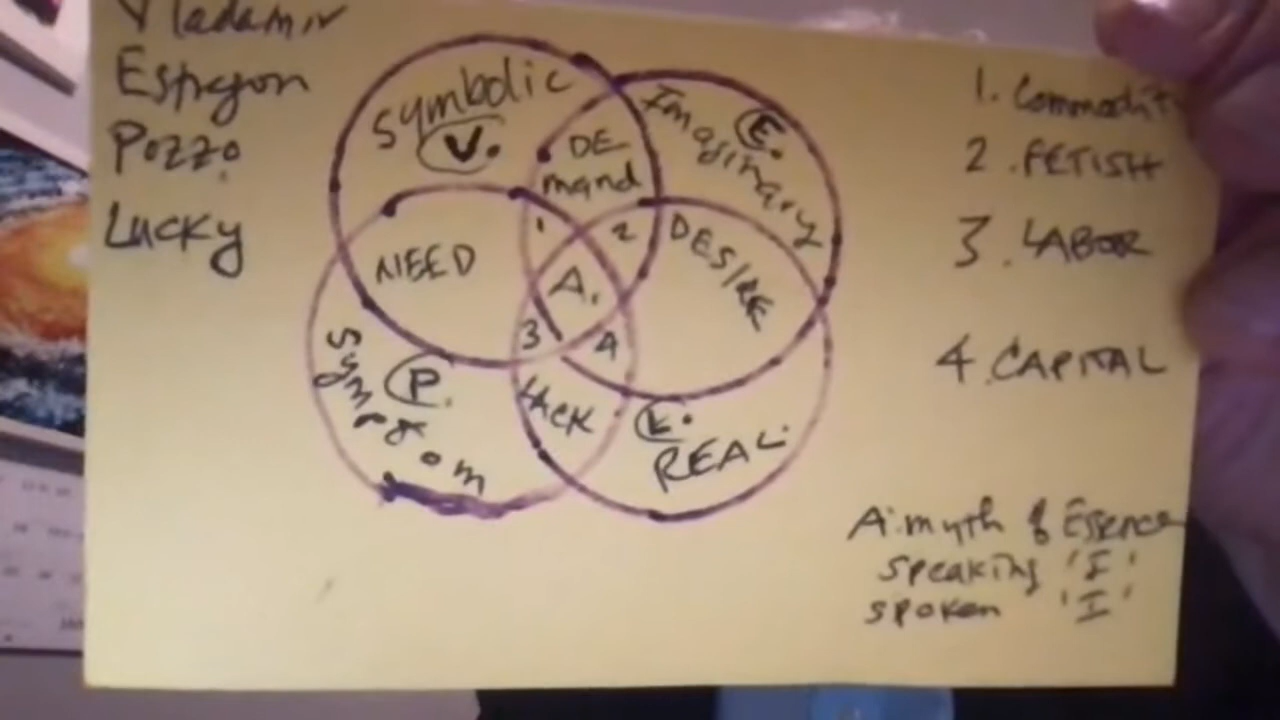 Vladamir
Espragon
Pozzo
Lucky
Symbolic
V.
DE
mand
Imaginary
E.
1
2
NEED
A.
DESIRE
3
4
Symptom
P.
LACK
L.
REAL
1. Commodit
2. FETISH
3. LABOR
4. CAPITAL
A: myth of Essence
speaking 'I'
spoken 'I'